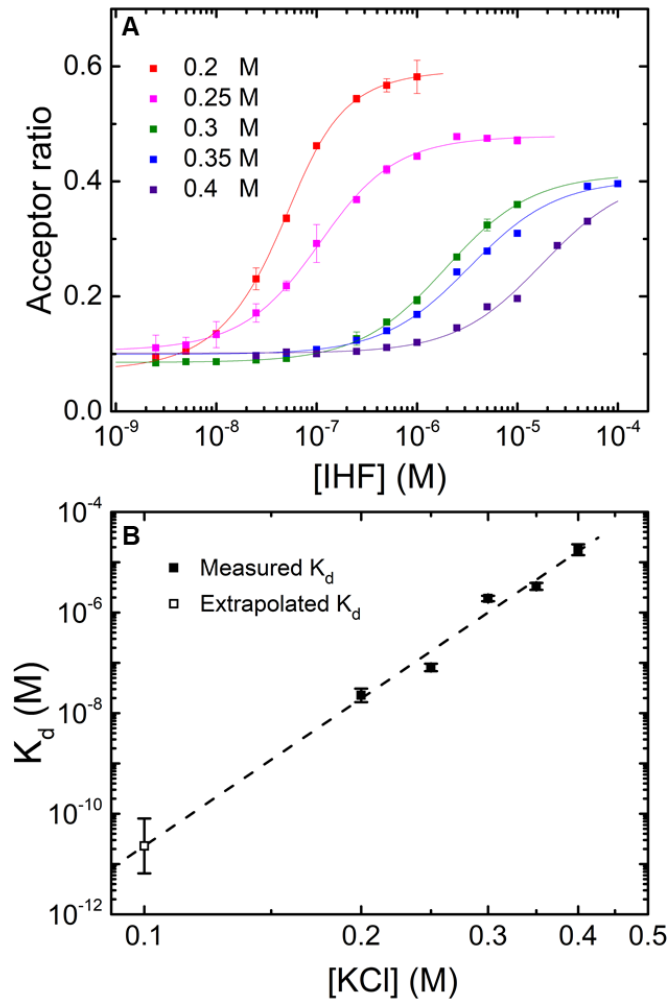 A
0.6
0.4
0.2
0.0
Acceptor ratio
0.2 M
0.25 M
0.3 M
0.35 M
0.4 M
10⁻⁹ 10⁻⁸ 10⁻⁷ 10⁻⁶ 10⁻⁵ 10⁻⁴
[IHF] (M)
B
10⁻⁴
10⁻⁶
10⁻⁸
10⁻¹⁰
10⁻¹²
K_d (M)
Measured K_d
Extrapolated K_d
0.1 0.2 0.3 0.4 0.5
[KCl] (M)